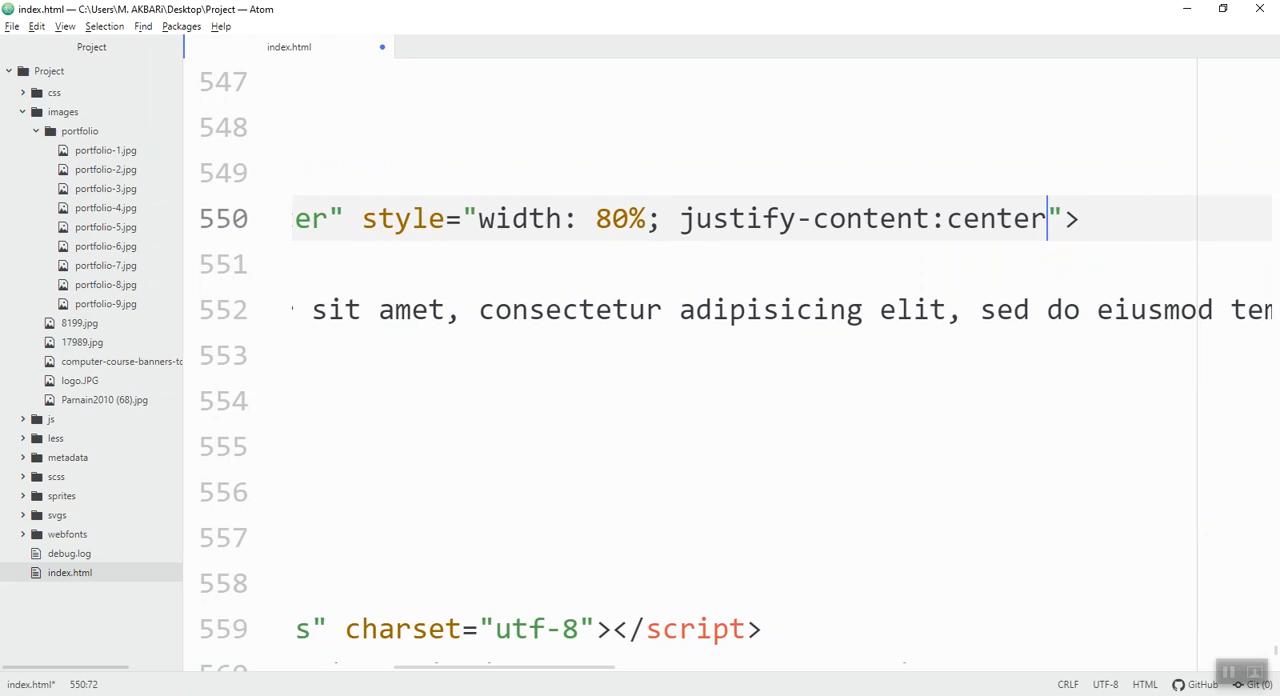 index.html — C:\Users\M. AKBARi\Desktop\Project — Atom
File Edit View Selection Find Packages Help
Project
index.html
Project
css
images
portfolio
portfolio-1.jpg
portfolio-2.jpg
portfolio-3.jpg
portfolio-4.jpg
portfolio-5.jpg
portfolio-6.jpg
portfolio-7.jpg
portfolio-8.jpg
portfolio-9.jpg
8199.jpg
17989.jpg
computer-course-banners-to
logo.JPG
Parnain2010 (68).jpg
js
less
metadata
scss
sprites
svgs
webfonts
debug.log
index.html
547
548
549
550 er" style="width: 80%; justify-content:center">
551
552 sit amet, consectetur adipisicing elit, sed do eiusmod tem
553
554
555
556
557
558
559 s" charset="utf-8"></script>
index.html* 550:72 CRLF UTF-8 HTML GitHub Git (0)